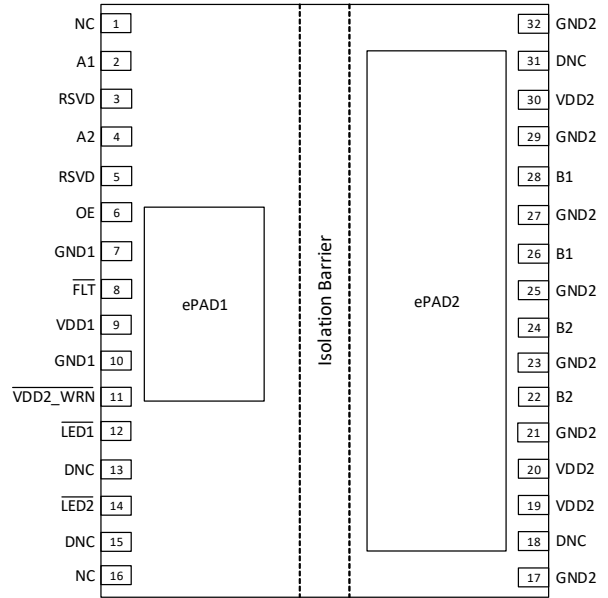 NC 1
A1 2
RSVD 3
A2 4
RSVD 5
OE 6
GND1 7
FLT 8
VDD1 9
GND1 10
VDD2_WRN 11
LED1 12
DNC 13
LED2 14
DNC 15
NC 16
ePAD1
Isolation Barrier
ePAD2
32 GND2
31 DNC
30 VDD2
29 GND2
28 B1
27 GND2
26 B1
25 GND2
24 B2
23 GND2
22 B2
21 GND2
20 VDD2
19 VDD2
18 DNC
17 GND2